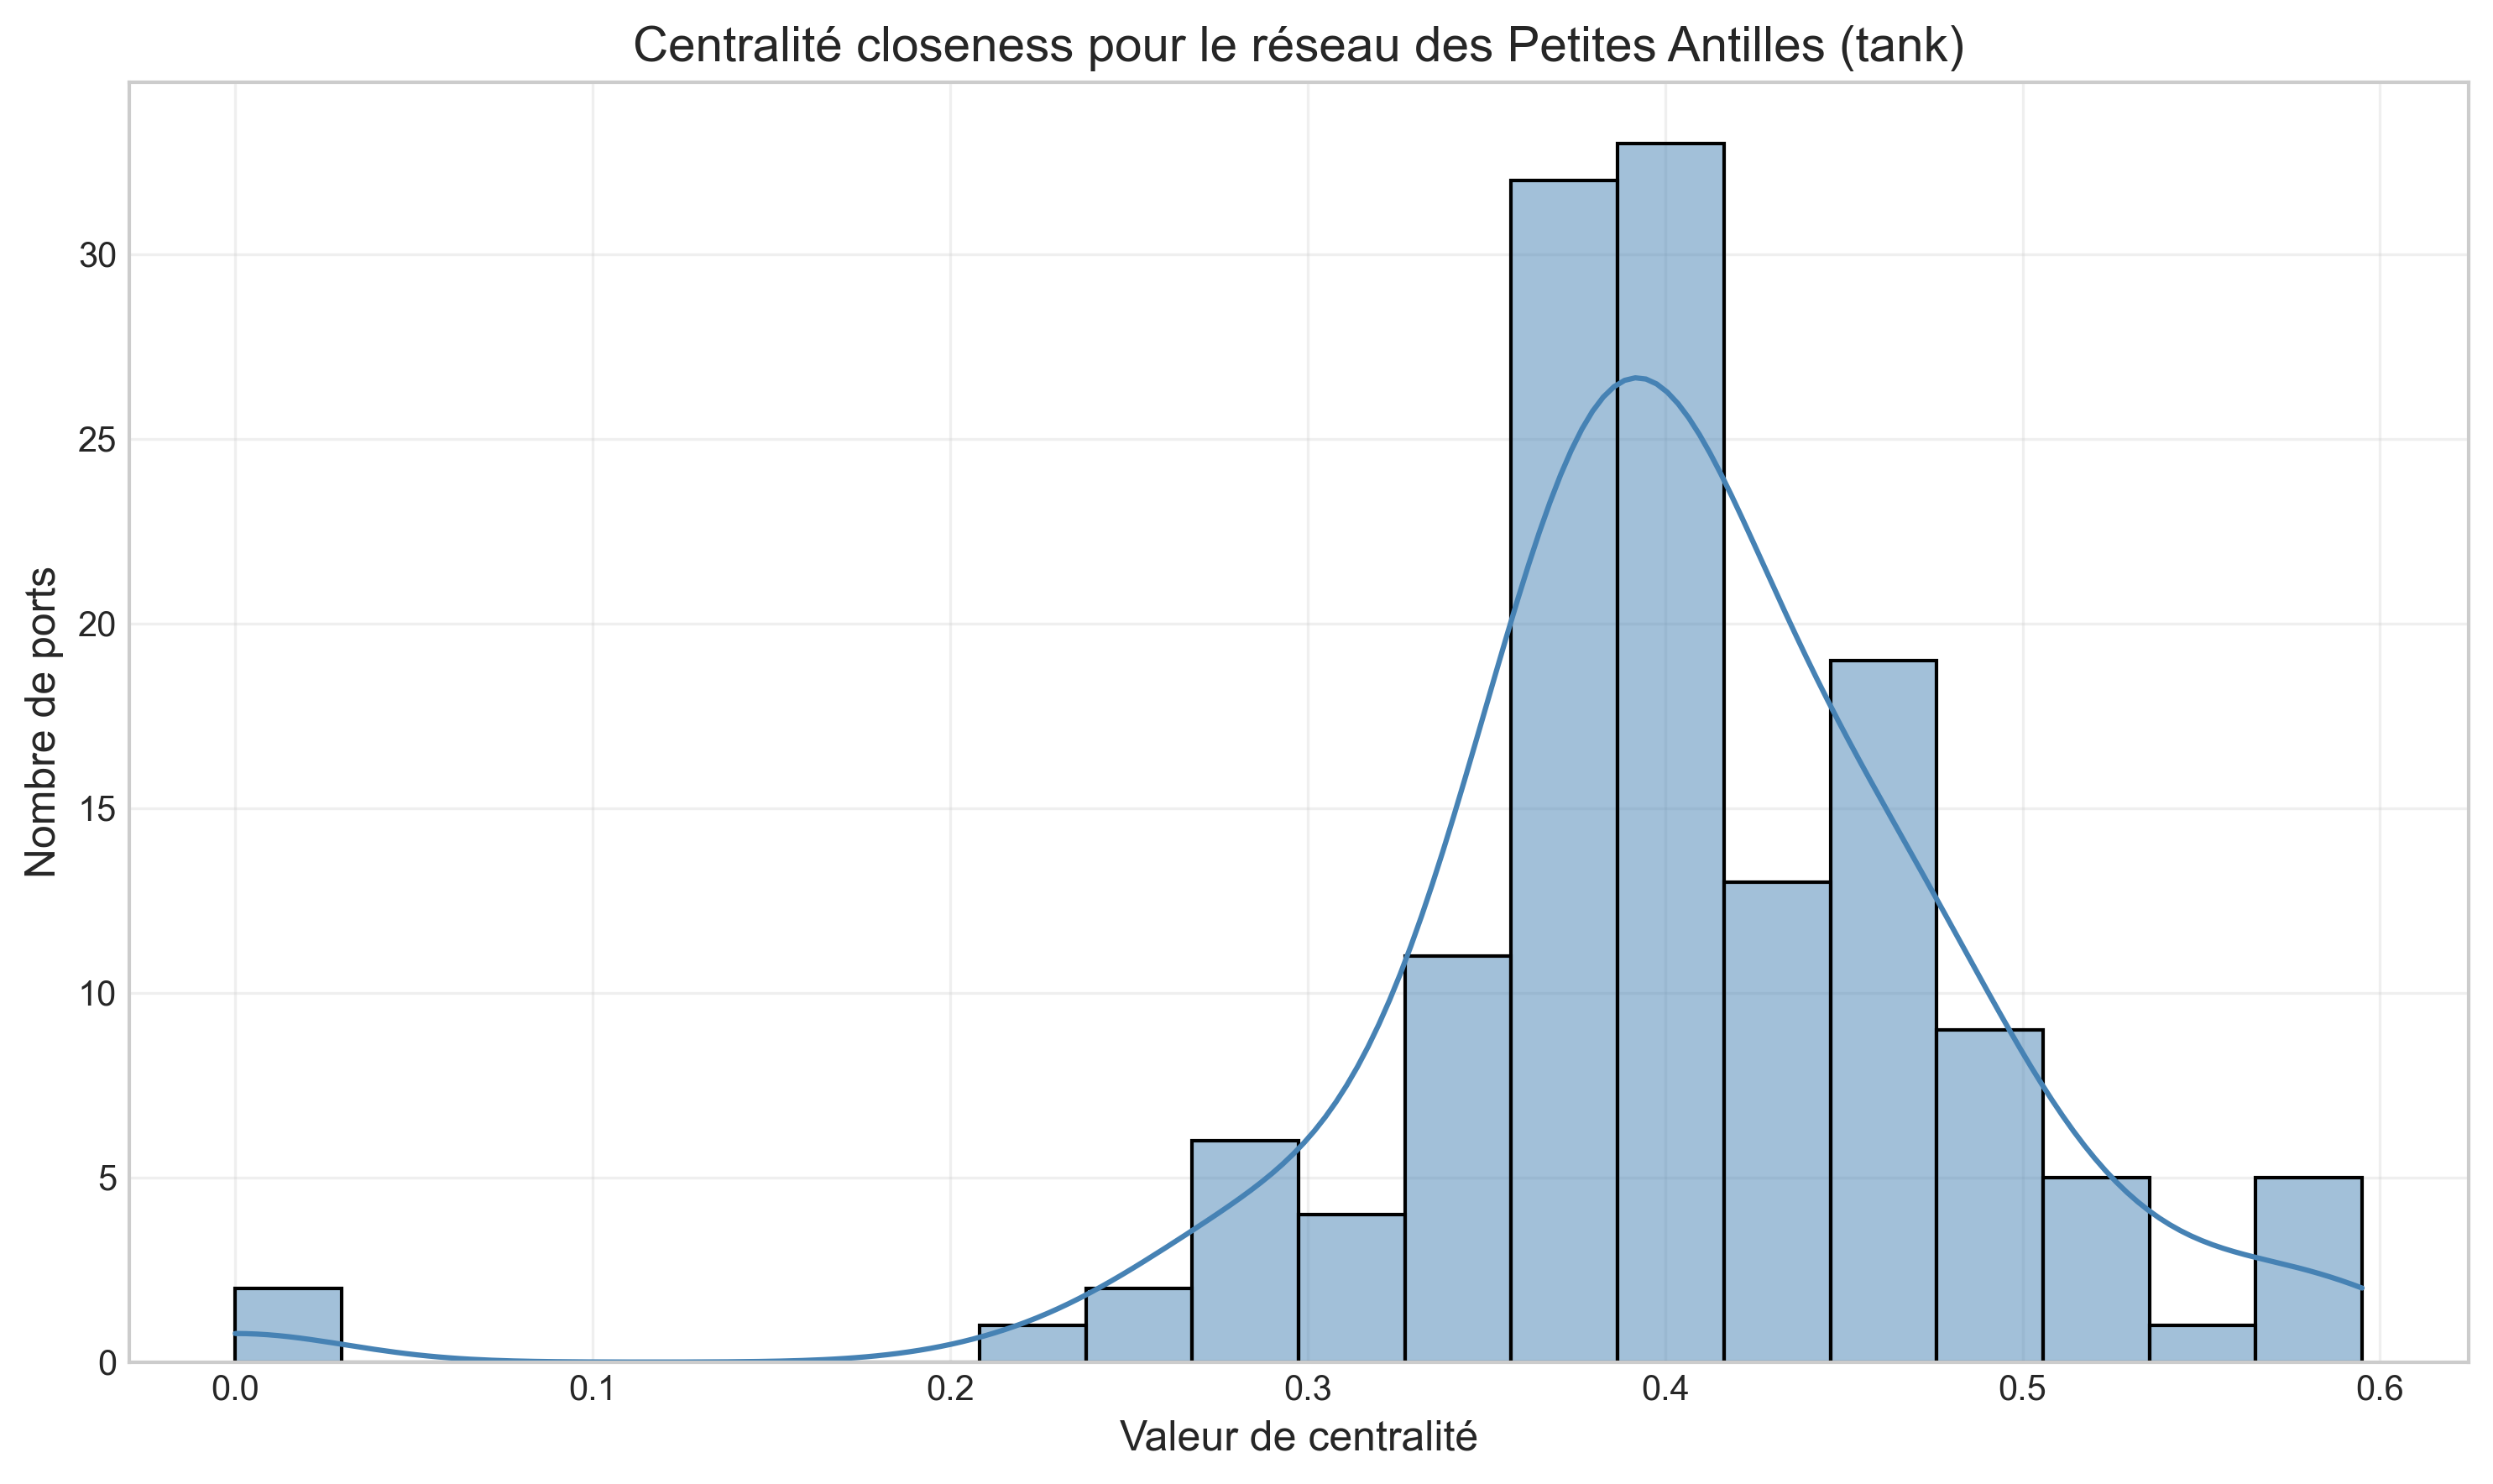 Centralité closeness pour le réseau des Petites Antilles (tank)
Nombre de ports
30
25
20
15
10
5
0
0.0 0.1 0.2 0.3 0.4 0.5 0.6
Valeur de centralité